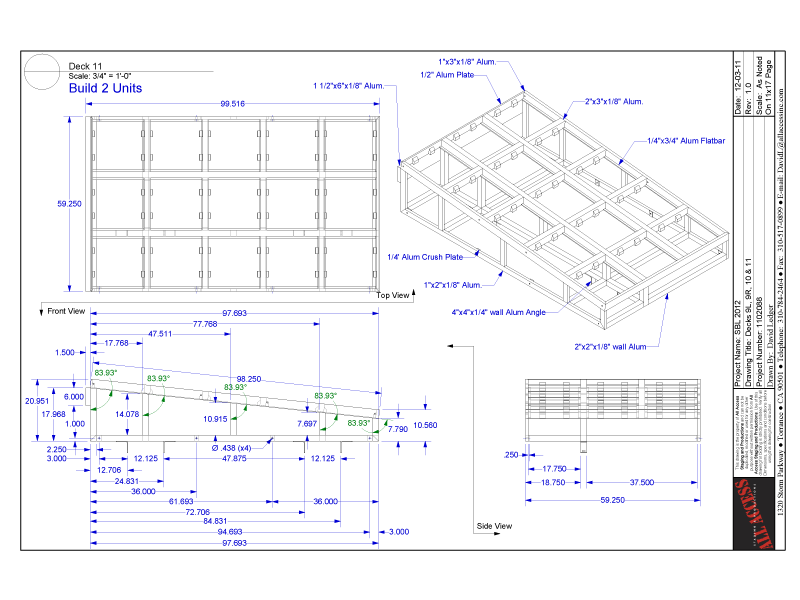 Deck 11
Scale: 3/4" = 1'-0"
Build 2 Units
99.516
59.250
Top View
1"x3"x1/8" Alum.
1/2" Alum Plate
1 1/2"x6"x1/8" Alum.
2"x3"x1/8" Alum.
1/4"x3/4" Alum Flatbar
1/4' Alum Crush Plate
1"x2"x1/8" Alum.
4"x4"x1/4" wall Alum Angle
2"x2"x1/8" wall Alum
Front View
97.693
77.768
47.511
17.768
1.500
98.250
83.93°
83.93°
83.93°
83.93°
83.93°
20.951
17.968
6.000
1.000
14.078
10.915
7.697
7.790
10.560
2.250
3.000
Ø .438 (x4)
12.125
47.875
12.125
12.706
24.831
36.000
61.693
36.000
72.706
84.831
94.693
3.000
97.693
Side View
.250
17.750
18.750
37.500
59.250
Date: 12-03-11
Rev: 1.0
Scale: As Noted
On 11x17 Page
Project Name: SBL 2012
Drawing Title: Decks 9L, 9R, 10 & 11
Project Number: 1102088
Drawn By: David Ledger
ALL ACCESS
1320 Storm Parkway ● Torrance ● CA 90501 ● Telephone: 310-784-2464 ● Fax: 310-517-0899 ● E-mail: DavidL@allaccessinc.com